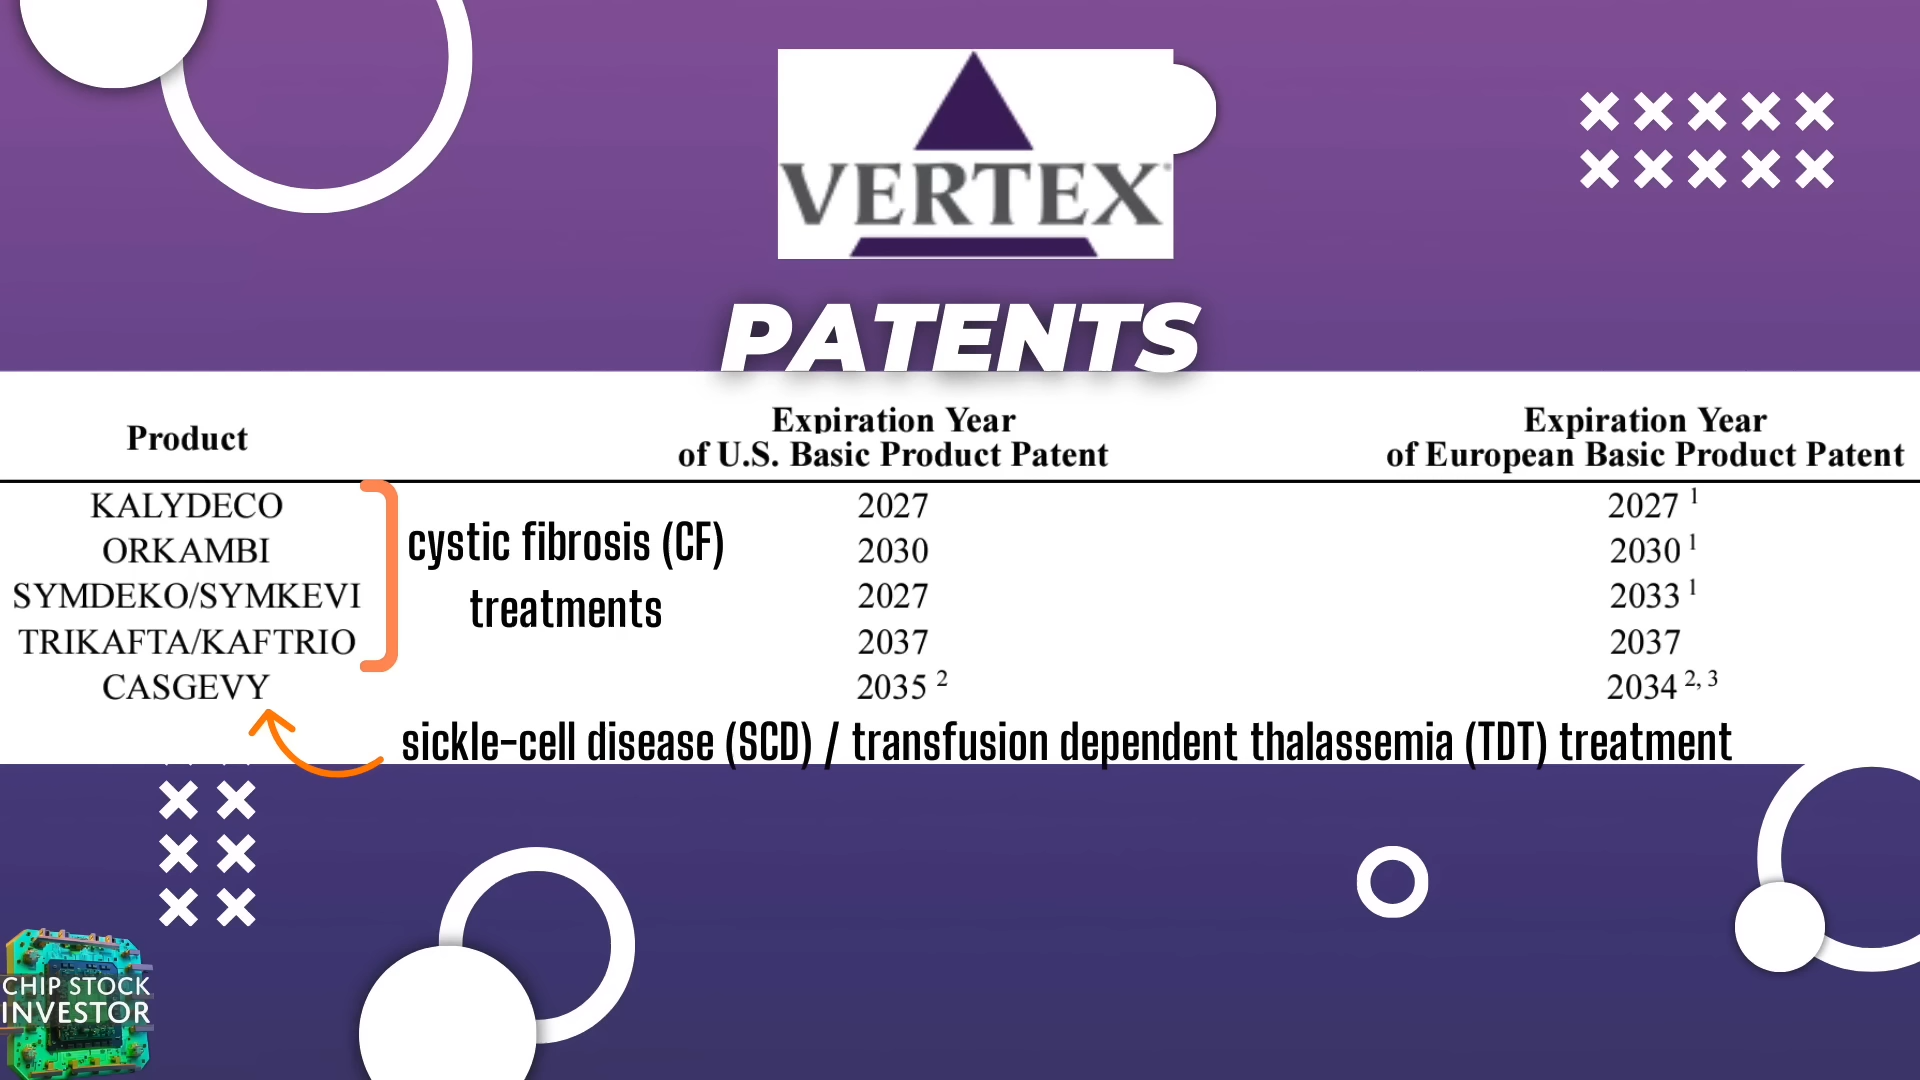 VERTEX
PATENTS
Product
Expiration Year
of U.S. Basic Product Patent
Expiration Year
of European Basic Product Patent
KALYDECO 2027 2027 1
ORKAMBI 2030 2030 1
SYMDEKO/SYMKEVI 2027 2033 1
TRIKAFTA/KAFTRIO 2037 2037
CASGEVY 2035 2 2034 2, 3
cystic fibrosis (CF)
treatments
sickle-cell disease (SCD) / transfusion dependent thalassemia (TDT) treatment
CHIP STOCK
INVESTOR